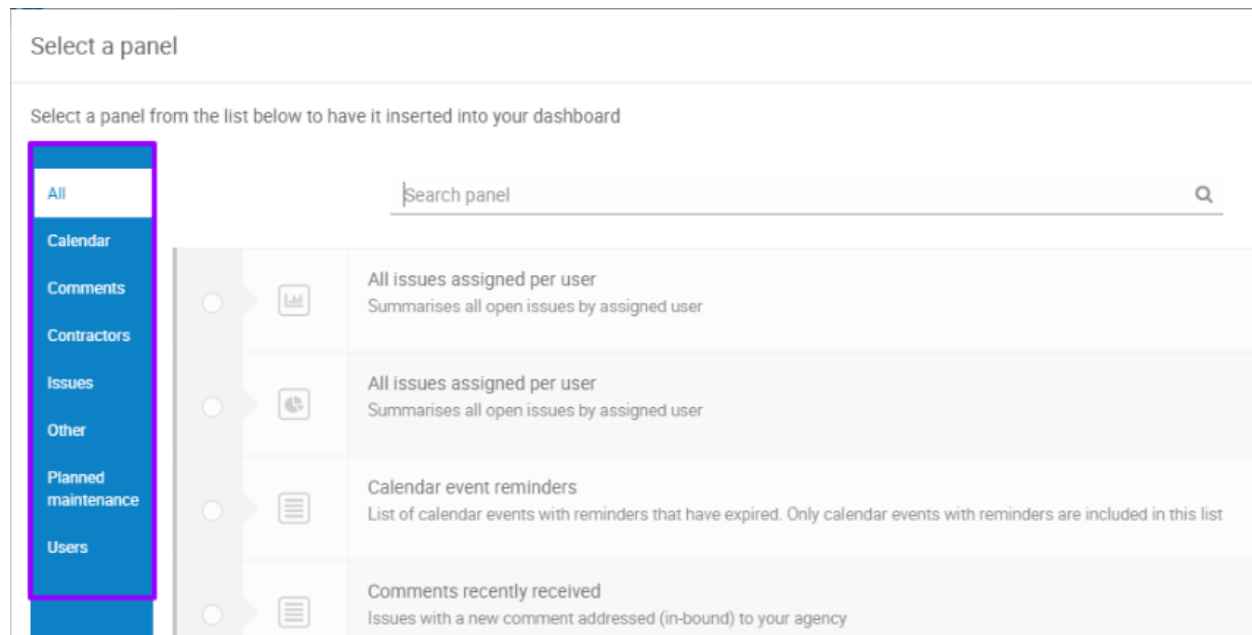 Select a panel
Select a panel from the list below to have it inserted into your dashboard
All
Calendar
Comments
Contractors
Issues
Other
Planned
maintenance
Users
Search panel
All issues assigned per user
Summarises all open issues by assigned user
All issues assigned per user
Summarises all open issues by assigned user
Calendar event reminders
List of calendar events with reminders that have expired. Only calendar events with reminders are included in this list
Comments recently received
Issues with a new comment addressed (in-bound) to your agency